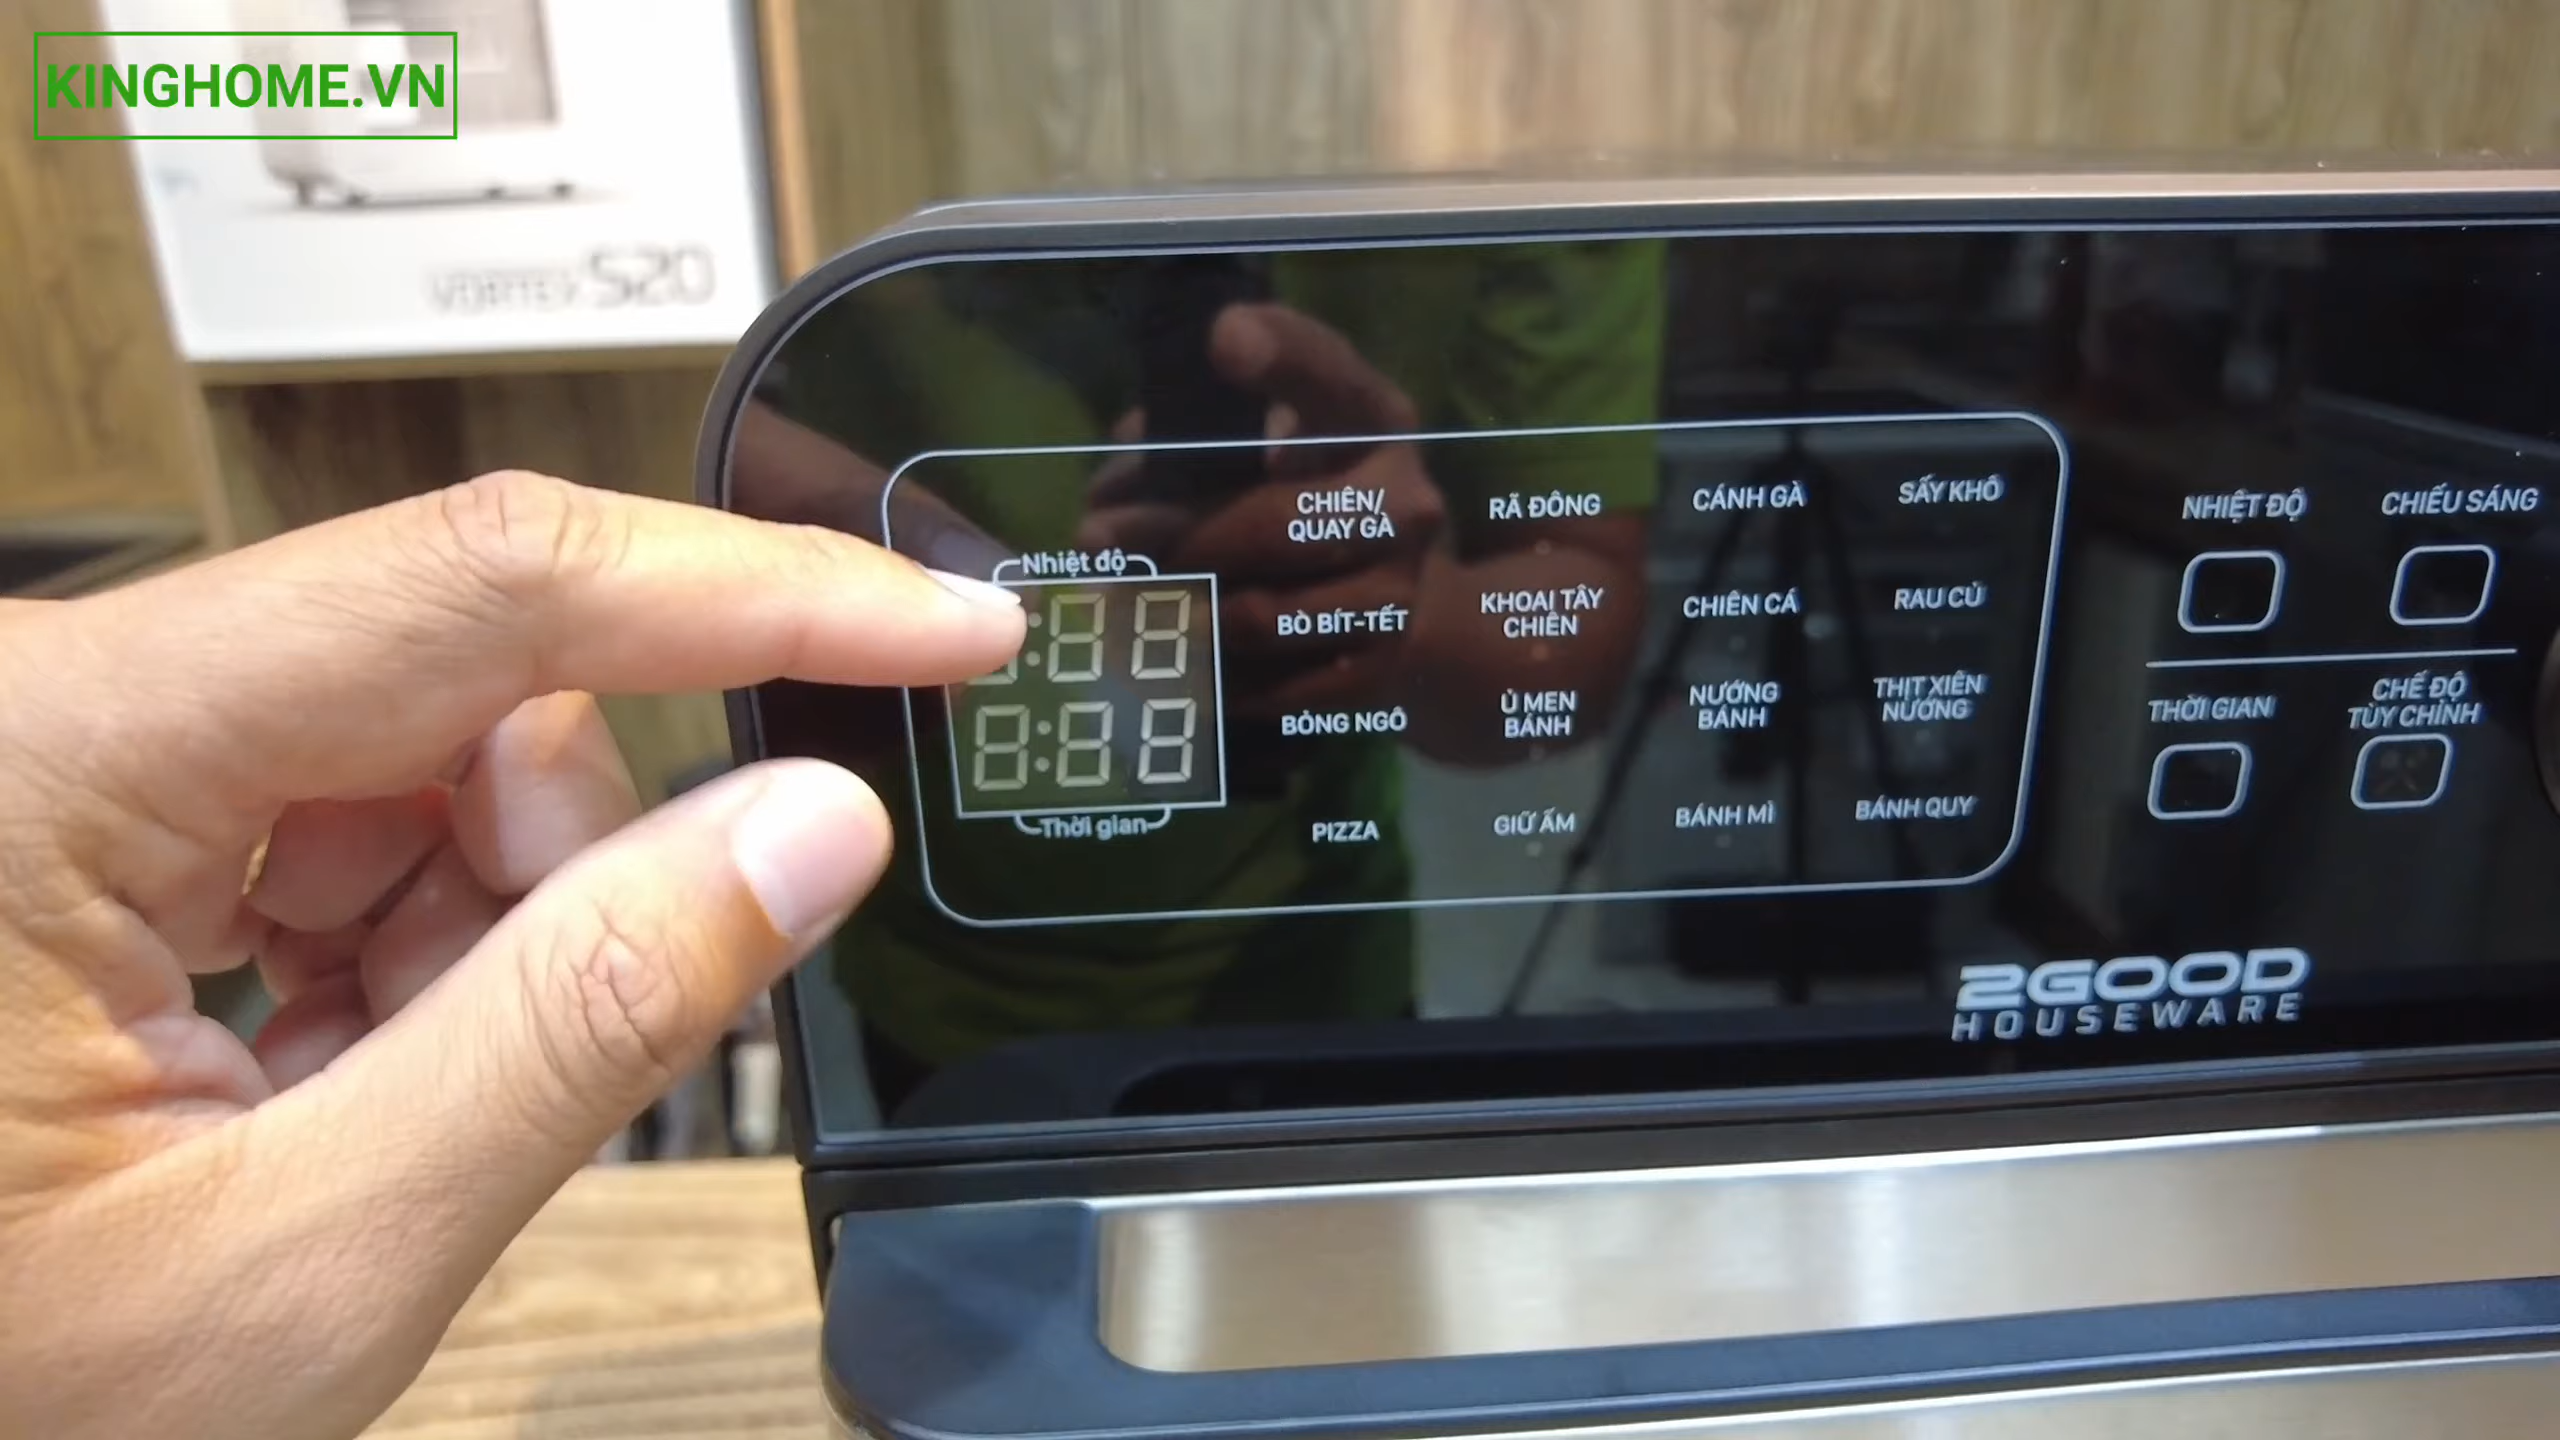 KINGHOME.VN
VORTEX S20
CHIÊN/
QUAY GÀ
RÃ ĐÔNG
CÁNH GÀ
SẤY KHÔ
Nhiệt độ
BÒ BÍT-TẾT
KHOAI TÂY
CHIÊN
CHIÊN CÁ
RAU CỦ
BỎNG NGÔ
Ủ MEN
BÁNH
NƯỚNG
BÁNH
THỊT XIÊN
NƯỚNG
Thời gian
PIZZA
GIỮ ẤM
BÁNH MÌ
BÁNH QUY
NHIỆT ĐỘ
CHIẾU SÁNG
THỜI GIAN
CHẾ ĐỘ
TÙY CHỈNH
2GOOD
HOUSEWARE